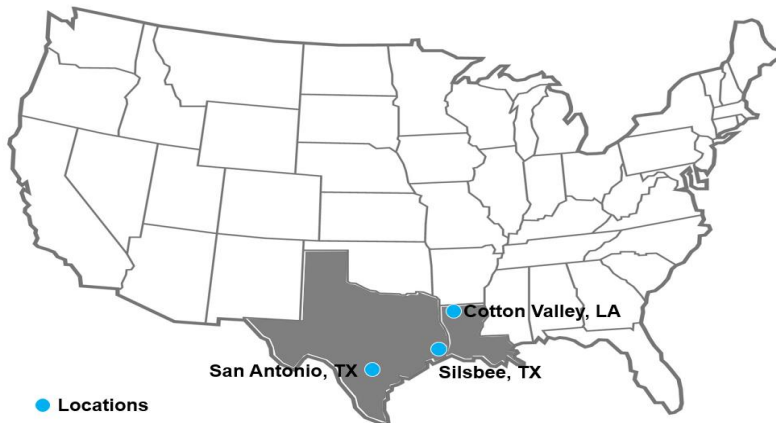 Cotton Valley, LA
San Antonio, TX
Silsbee, TX
Locations